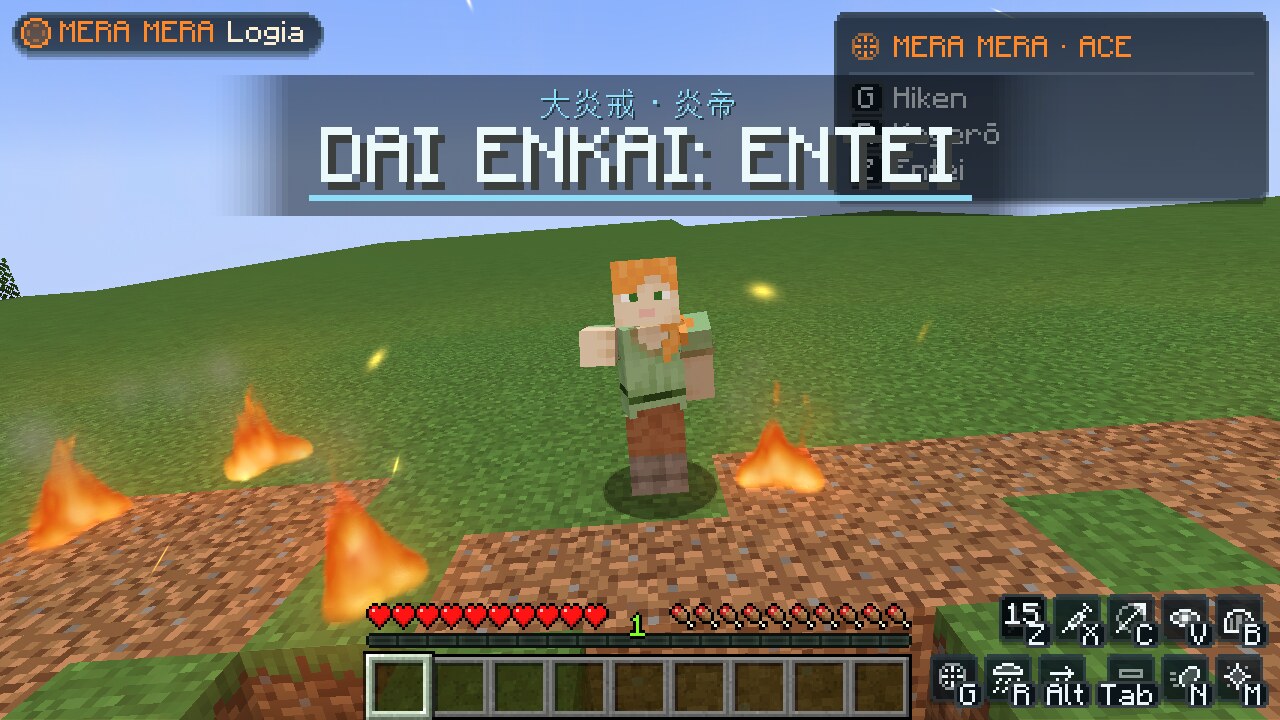 MERA MERA Logia
MERA MERA · ACE
G Hiken
大炎戒・炎帝
DAI ENKAI: ENTEI
Entei
1
15 Z X C V B
G R Alt Tab N M